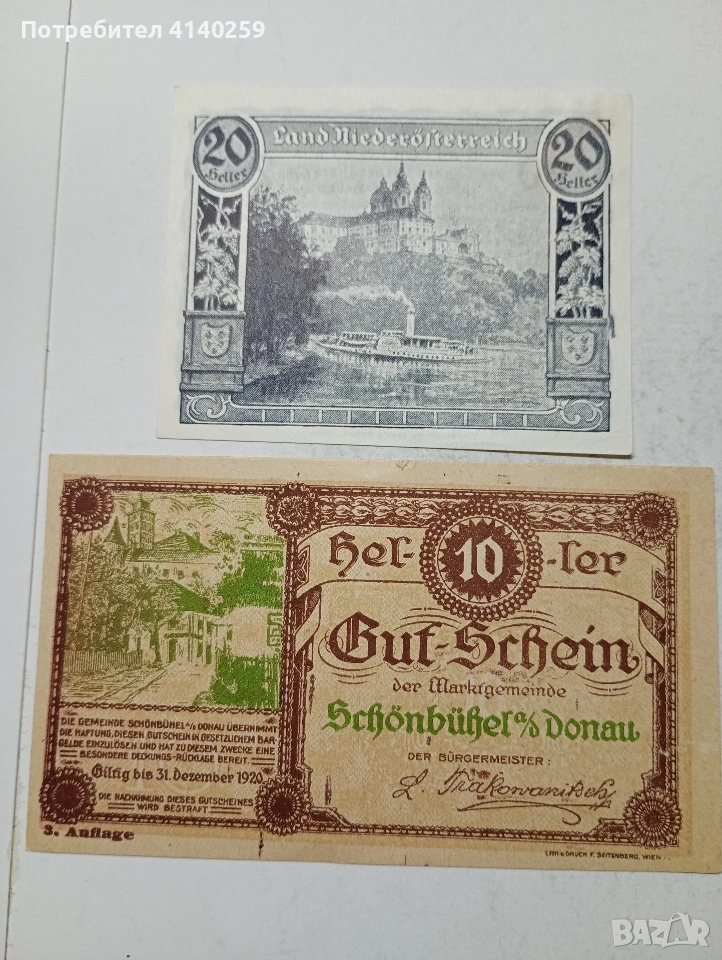 Потребител 4140259
20
Heller
Land Niederösterreich
20
Heller
Hel- 10 -ler
Gut-Schein
der Marktgemeinde
Schönbühel a/d Donau
DER BÜRGERMEISTER:
DIE GEMEINDE SCHÖNBÜHEL A/D DONAU ÜBERNIMMT
DIE HAFTUNG, DIESEN GUTSCHEIN IN GESETZLICHEM BAR-
GELDE EINZULÖSEN UND HAT ZU DIESEM ZWECKE EINE
BESONDERE DECKUNGS-RÜCKLAGE BEREIT.
Giltig bis 31. Dezember 1920.
DIE NACHAHMUNG DIESES GUTSCHEINES
WIRD BESTRAFT
3. Auflage
LITH. u. DRUCK F. SEITENBERG, WIEN
BAZAR